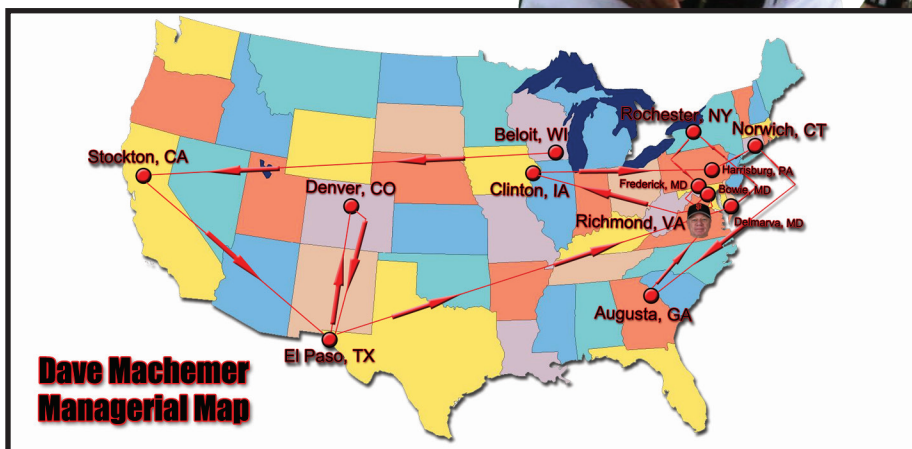 Rochester, NY
Beloit, WI
Norwich, CT
Stockton, CA
Harrisburg, PA
Denver, CO
Clinton, IA
Frederick, MD
Bowie, MD
Richmond, VA
Delmarva, MD
Augusta, GA
El Paso, TX
Dave Machemer
Managerial Map